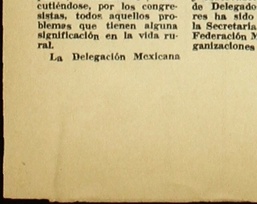 cutiéndose, por los congre-
sistas, todos aquellos pro-
blemas que tienen alguna
significación en la vida ru-
ral.
La Delegación Mexicana
de Delegado
res ha sido
la Secretaria
Federación M
ganizaciones